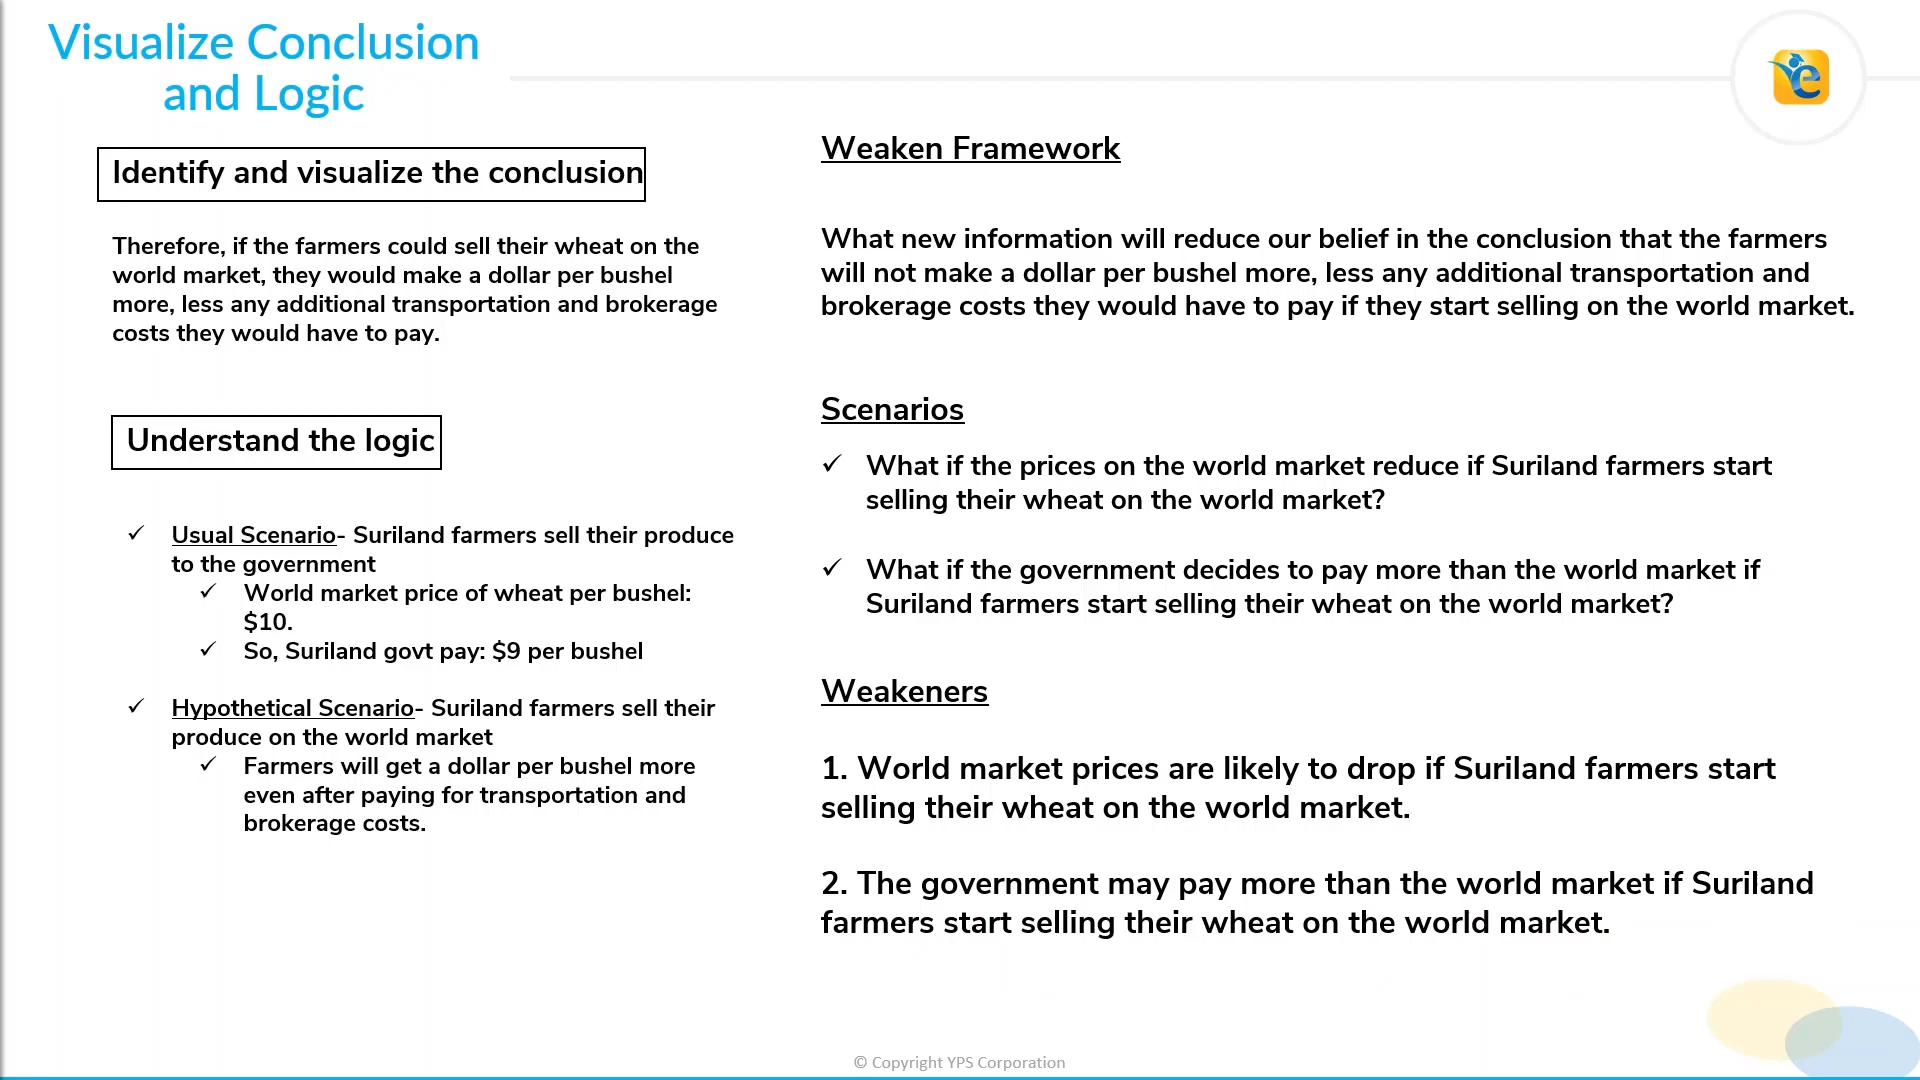 Visualize Conclusion
and Logic
Identify and visualize the conclusion
Therefore, if the farmers could sell their wheat on the
world market, they would make a dollar per bushel
more, less any additional transportation and brokerage
costs they would have to pay.
Understand the logic
✓ Usual Scenario- Suriland farmers sell their produce
to the government
✓ World market price of wheat per bushel:
$10.
✓ So, Suriland govt pay: $9 per bushel
✓ Hypothetical Scenario- Suriland farmers sell their
produce on the world market
✓ Farmers will get a dollar per bushel more
even after paying for transportation and
brokerage costs.
Weaken Framework
What new information will reduce our belief in the conclusion that the farmers
will not make a dollar per bushel more, less any additional transportation and
brokerage costs they would have to pay if they start selling on the world market.
Scenarios
✓ What if the prices on the world market reduce if Suriland farmers start
selling their wheat on the world market?
✓ What if the government decides to pay more than the world market if
Suriland farmers start selling their wheat on the world market?
Weakeners
1. World market prices are likely to drop if Suriland farmers start
selling their wheat on the world market.
2. The government may pay more than the world market if Suriland
farmers start selling their wheat on the world market.
e
© Copyright YPS Corporation